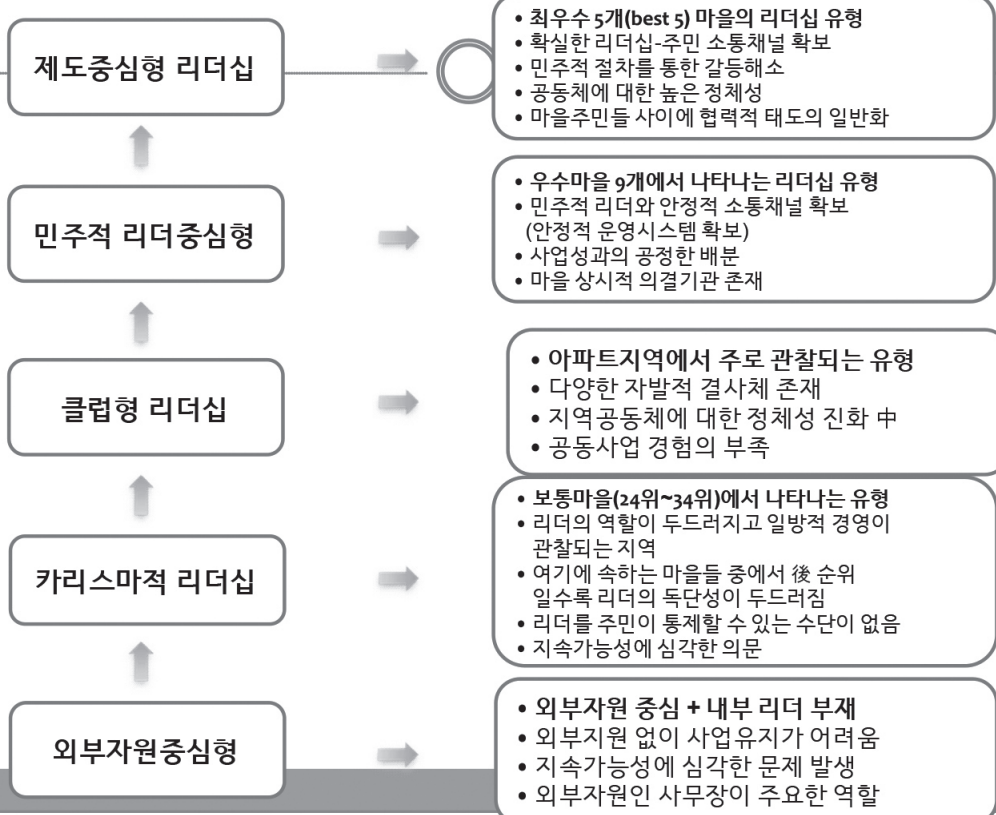 제도중심형 리더십
• 최우수 5개(best 5) 마을의 리더십 유형
• 확실한 리더십-주민 소통채널 확보
• 민주적 절차를 통한 갈등해소
• 공동체에 대한 높은 정체성
• 마을주민들 사이에 협력적 태도의 일반화
민주적 리더중심형
• 우수마을 9개에서 나타나는 리더십 유형
• 민주적 리더와 안정적 소통채널 확보
(안정적 운영시스템 확보)
• 사업성과의 공정한 배분
• 마을 상시적 의결기관 존재
클럽형 리더십
• 아파트지역에서 주로 관찰되는 유형
• 다양한 자발적 결사체 존재
• 지역공동체에 대한 정체성 진화 中
• 공동사업 경험의 부족
카리스마적 리더십
• 보통마을(24위~34위)에서 나타나는 유형
• 리더의 역할이 두드러지고 일방적 경영이
관찰되는 지역
• 여기에 속하는 마을들 중에서 後 순위
일수록 리더의 독단성이 두드러짐
• 리더를 주민이 통제할 수 있는 수단이 없음
• 지속가능성에 심각한 의문
외부자원중심형
• 외부자원 중심 + 내부 리더 부재
• 외부지원 없이 사업유지가 어려움
• 지속가능성에 심각한 문제 발생
• 외부자원인 사무장이 주요한 역할